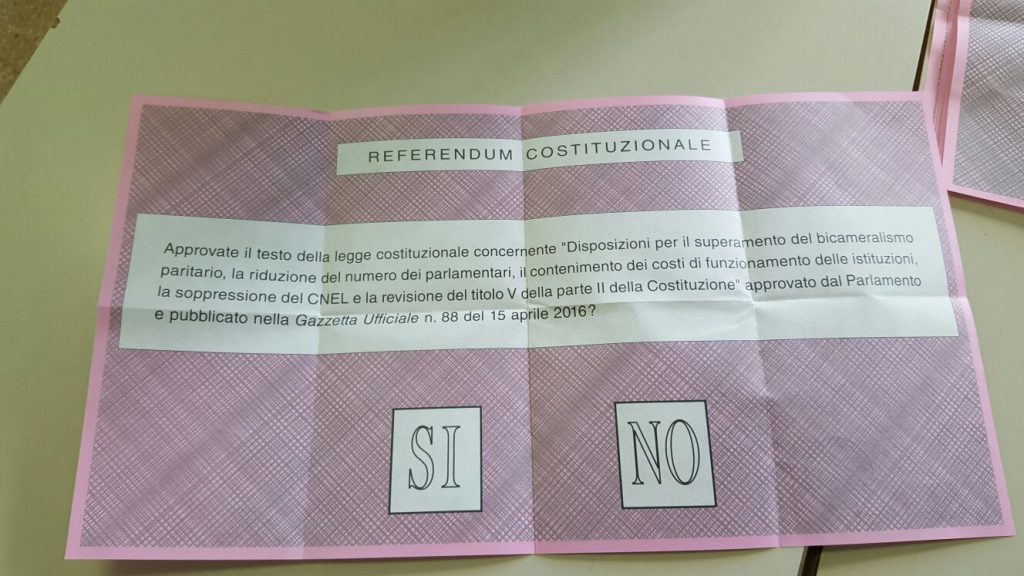 REFERENDUM COSTITUZIONALE
Approvate il testo della legge costituzionale concernente "Disposizioni per il superamento del bicameralismo
paritario, la riduzione del numero dei parlamentari, il contenimento dei costi di funzionamento delle istituzioni,
la soppressione del CNEL e la revisione del titolo V della parte II della Costituzione" approvato dal Parlamento
e pubblicato nella Gazzetta Ufficiale n. 88 del 15 aprile 2016?
SI NO